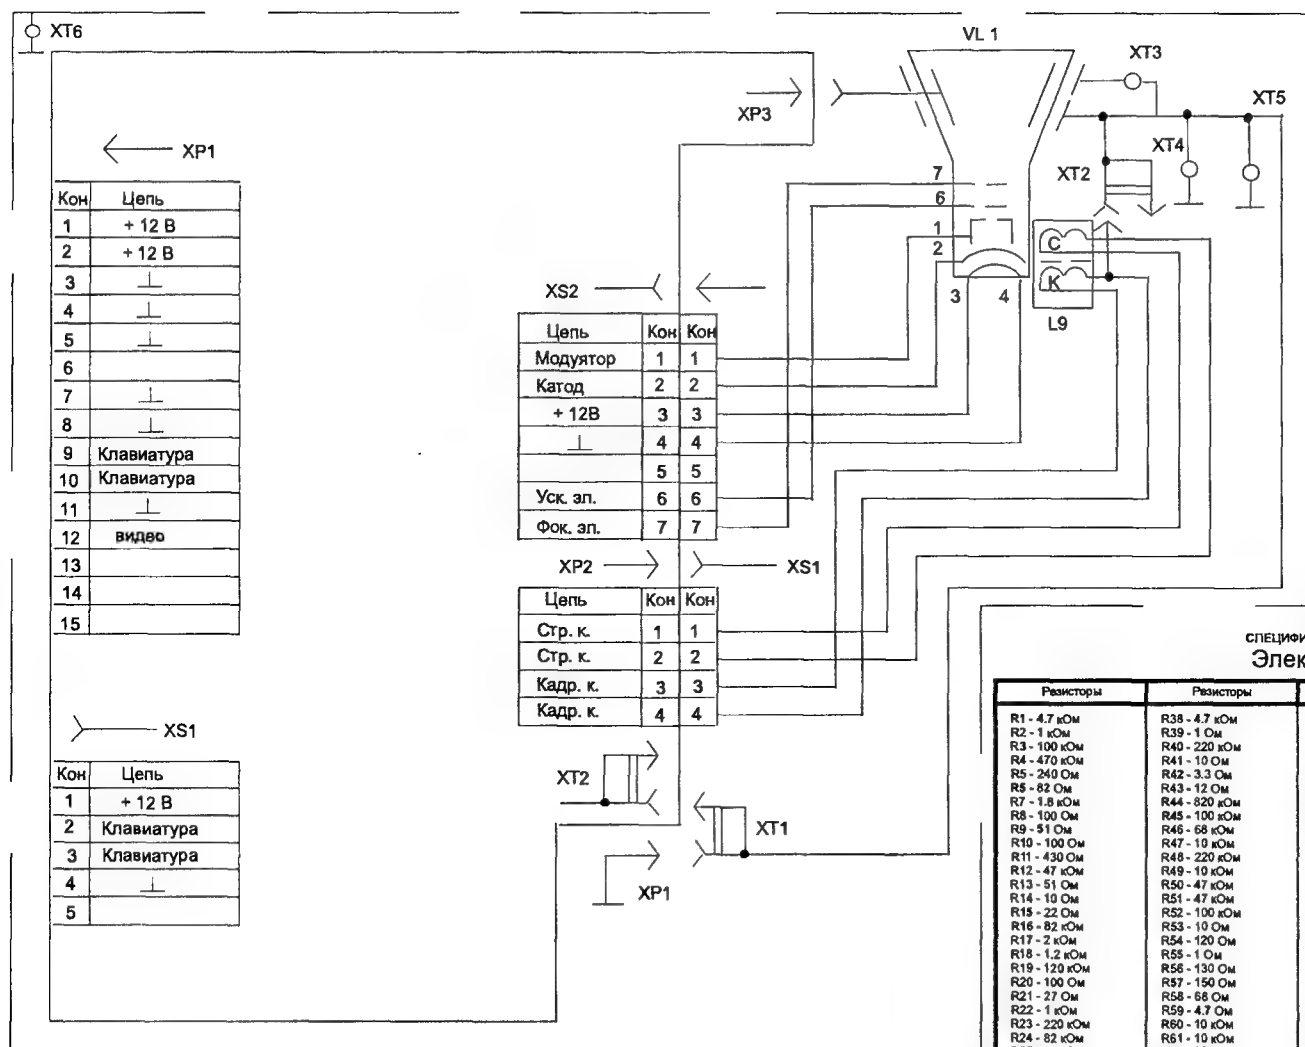 XT6
VL 1
XT3
XP3
XT5
XT4
XT2
XP1
Кон Цепь
1 + 12 В
2 + 12 В
3 ⊥
4 ⊥
5 ⊥
6
7 ⊥
8 ⊥
9 Клавиатура
10 Клавиатура
11 ⊥
12 видео
13
14
15
7
6
1
2
3 4
С
К
L9
XS2
Цепь Кон Кон
Модуятор 1 1
Катод 2 2
+ 12В 3 3
⊥ 4 4
5 5
Уск. эл. 6 6
Фок. эл. 7 7
XP2 XS1
Цепь Кон Кон
Стр. к. 1 1
Стр. к. 2 2
Кадр. к. 3 3
Кадр. к. 4 4
XS1
Кон Цепь
1 + 12 В
2 Клавиатура
3 Клавиатура
4 ⊥
5
XT2
XT1
XP1
СПЕЦИФИ
Элек
Резисторы Резисторы
R1 - 4.7 кОм R38 - 4.7 кОм
R2 - 1 кОм R39 - 1 Ом
R3 - 100 кОм R40 - 220 кОм
R4 - 470 кОм R41 - 10 Ом
R5 - 240 Ом R42 - 3.3 Ом
R5 - 82 Ом R43 - 12 Ом
R7 - 1.8 кОм R44 - 820 кОм
R8 - 100 Ом R45 - 100 кОм
R9 - 51 Ом R46 - 68 кОм
R10 - 100 Ом R47 - 10 кОм
R11 - 430 Ом R48 - 220 кОм
R12 - 47 кОм R49 - 10 кОм
R13 - 51 Ом R50 - 47 кОм
R14 - 10 Ом R51 - 47 кОм
R15 - 22 Ом R52 - 100 кОм
R16 - 82 кОм R53 - 10 Ом
R17 - 2 кОм R54 - 120 Ом
R18 - 1.2 кОм R55 - 1 Ом
R19 - 120 кОм R56 - 130 Ом
R20 - 100 Ом R57 - 150 Ом
R21 - 27 Ом R58 - 68 Ом
R22 - 1 кОм R59 - 4.7 Ом
R23 - 220 кОм R60 - 10 кОм
R24 - 82 кОм R61 - 10 кОм